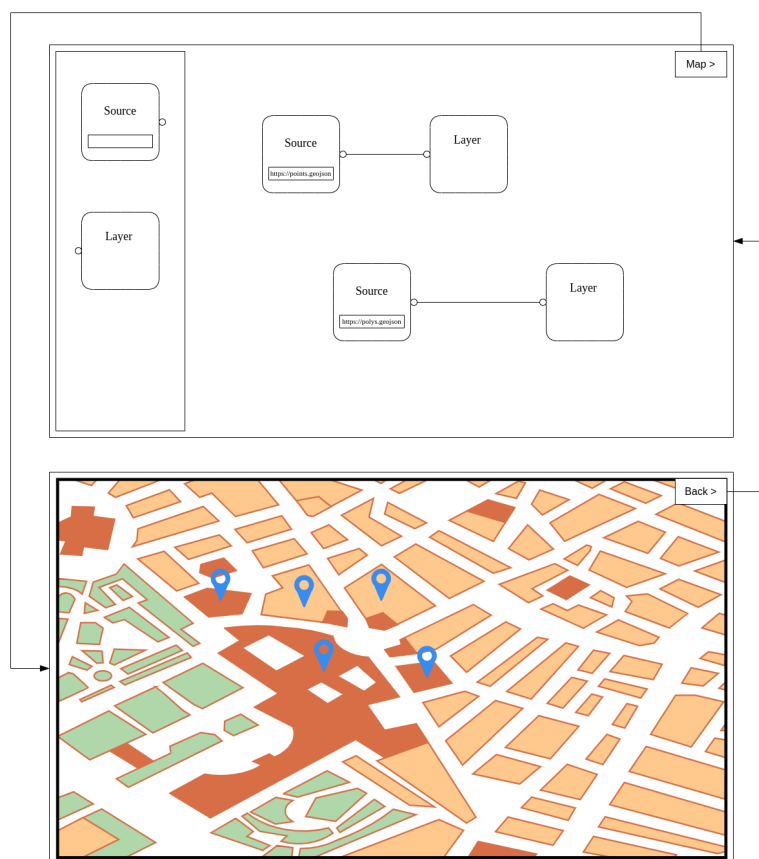 Map >
Source
Layer
Source
https://points.geojson
Layer
Source
https://polys.geojson
Layer
Back >